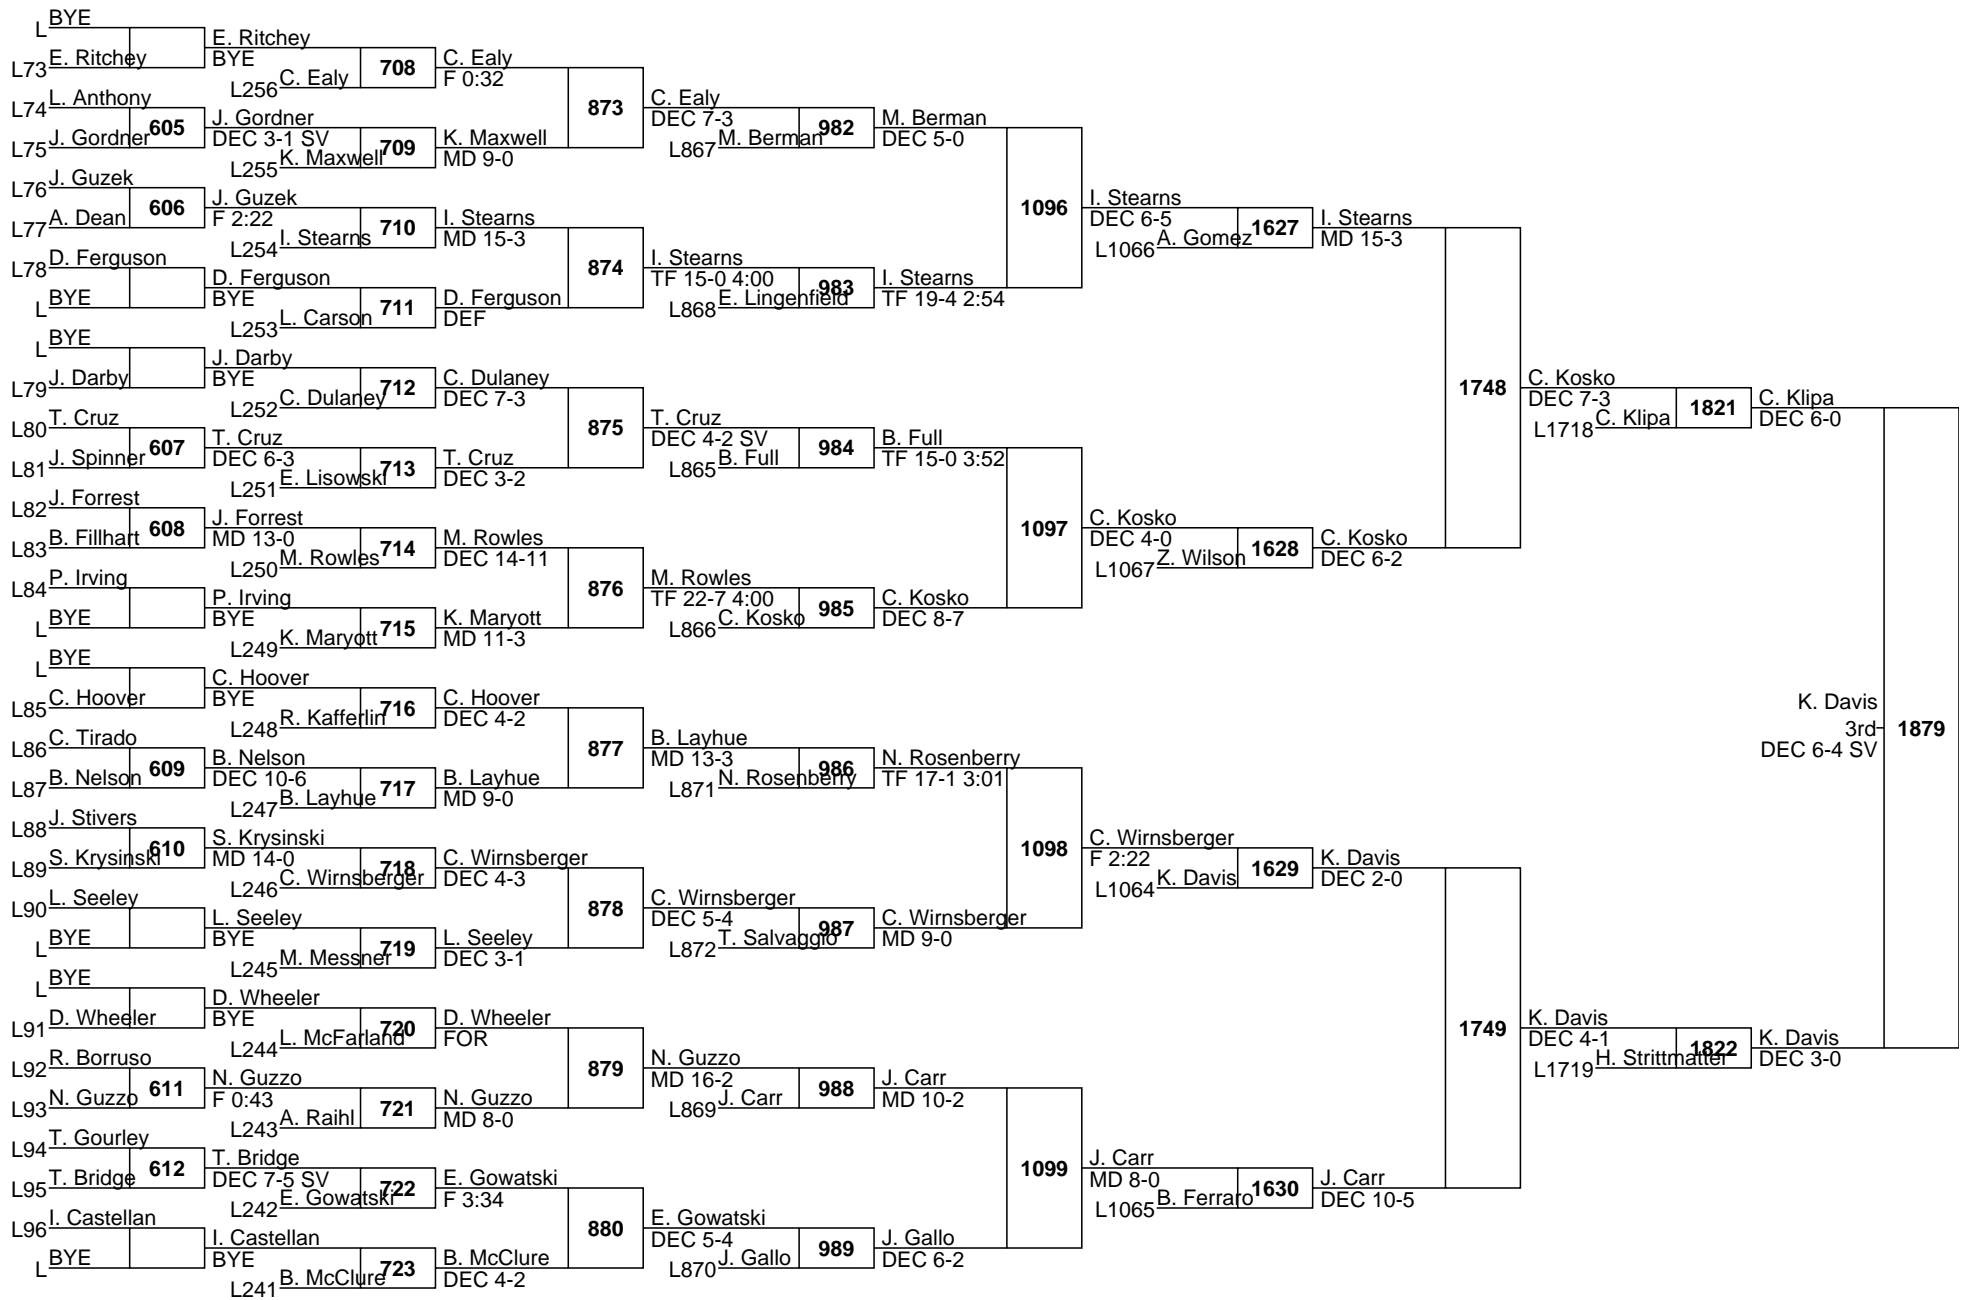 BYE
L
E. Ritchey
L73
E. Ritchey
BYE
C. Ealy
L256
708
C. Ealy
F 0:32
L. Anthony
L74
J. Gordner
L75
605
J. Gordner
DEC 3-1 SV
K. Maxwell
L255
709
K. Maxwell
MD 9-0
873
C. Ealy
DEC 7-3
M. Berman
L867
982
M. Berman
DEC 5-0
J. Guzek
L76
A. Dean
L77
606
J. Guzek
F 2:22
I. Stearns
L254
710
I. Stearns
MD 15-3
D. Ferguson
L78
BYE
L
D. Ferguson
BYE
L. Carson
L253
711
D. Ferguson
DEF
874
I. Stearns
TF 15-0 4:00
E. Lingenfield
L868
983
I. Stearns
TF 19-4 2:54
1096
I. Stearns
DEC 6-5
A. Gomez
L1066
1627
I. Stearns
MD 15-3
BYE
L
J. Darby
L79
J. Darby
BYE
C. Dulaney
L252
712
C. Dulaney
DEC 7-3
T. Cruz
L80
J. Spinner
L81
607
T. Cruz
DEC 6-3
E. Lisowski
L251
713
T. Cruz
DEC 3-2
875
T. Cruz
DEC 4-2 SV
B. Full
L865
984
B. Full
TF 15-0 3:52
J. Forrest
L82
B. Fillhart
L83
608
J. Forrest
MD 13-0
M. Rowles
L250
714
M. Rowles
DEC 14-11
P. Irving
L84
BYE
L
P. Irving
BYE
K. Maryott
L249
715
K. Maryott
MD 11-3
876
M. Rowles
TF 22-7 4:00
C. Kosko
L866
985
C. Kosko
DEC 8-7
1097
C. Kosko
DEC 4-0
Z. Wilson
L1067
1628
C. Kosko
DEC 6-2
1748
C. Kosko
DEC 7-3
C. Klipa
L1718
1821
C. Klipa
DEC 6-0
BYE
L
C. Hoover
L85
C. Hoover
BYE
R. Kafferlin
L248
716
C. Hoover
DEC 4-2
C. Tirado
L86
B. Nelson
L87
609
B. Nelson
DEC 10-6
B. Layhue
L247
717
B. Layhue
MD 9-0
877
B. Layhue
MD 13-3
N. Rosenberry
L871
986
N. Rosenberry
TF 17-1 3:01
J. Stivers
L88
S. Krysinski
L89
610
S. Krysinski
MD 14-0
C. Wirnsberger
L246
718
C. Wirnsberger
DEC 4-3
L. Seeley
L90
BYE
L
L. Seeley
BYE
M. Messner
L245
719
L. Seeley
DEC 3-1
878
C. Wirnsberger
DEC 5-4
T. Salvaggio
L872
987
C. Wirnsberger
MD 9-0
1098
C. Wirnsberger
F 2:22
K. Davis
L1064
1629
K. Davis
DEC 2-0
BYE
L
D. Wheeler
L91
D. Wheeler
BYE
L. McFarland
L244
720
D. Wheeler
FOR
R. Borruso
L92
N. Guzzo
L93
611
N. Guzzo
F 0:43
A. Raihl
L243
721
N. Guzzo
MD 8-0
879
N. Guzzo
MD 16-2
J. Carr
L869
988
J. Carr
MD 10-2
T. Gourley
L94
T. Bridge
L95
612
T. Bridge
DEC 7-5 SV
E. Gowatski
L242
722
E. Gowatski
F 3:34
I. Castellan
L96
BYE
L
I. Castellan
BYE
B. McClure
L241
723
B. McClure
DEC 4-2
880
E. Gowatski
DEC 5-4
J. Gallo
L870
989
J. Gallo
DEC 6-2
1099
J. Carr
MD 8-0
B. Ferraro
L1065
1630
J. Carr
DEC 10-5
1749
K. Davis
DEC 4-1
H. Strittmatter
L1719
1822
K. Davis
DEC 3-0
K. Davis
3rd
DEC 6-4 SV
1879